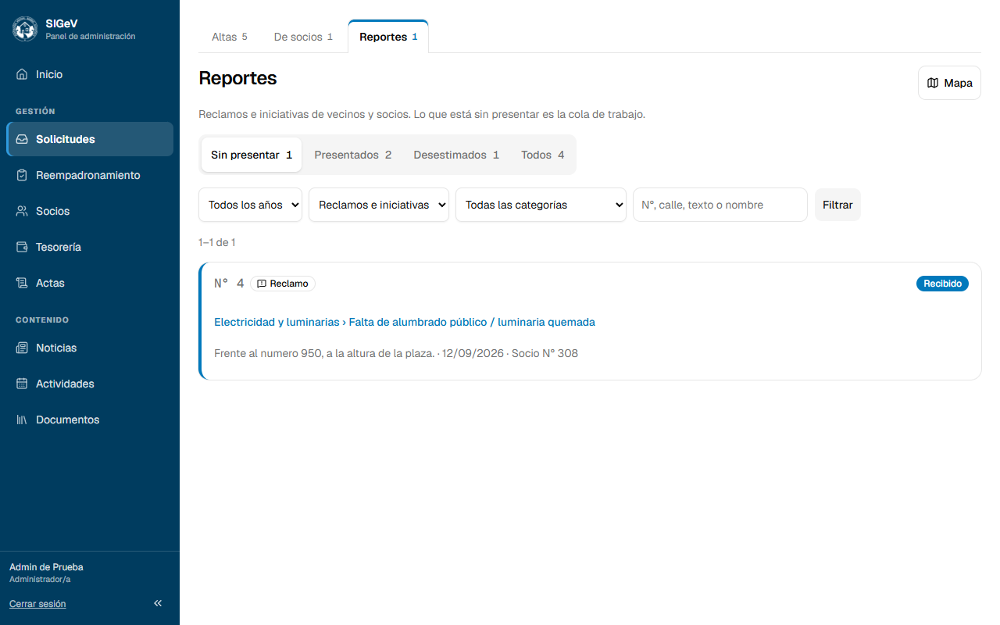 SIGeV
Panel de administración
Inicio
GESTIÓN
Solicitudes
Reempadronamiento
Socios
Tesorería
Actas
CONTENIDO
Noticias
Actividades
Documentos
Admin de Prueba
Administrador/a
Cerrar sesión «
Altas 5 De socios 1 Reportes 1
Reportes
Mapa
Reclamos e iniciativas de vecinos y socios. Lo que está sin presentar es la cola de trabajo.
Sin presentar 1 Presentados 2 Desestimados 1 Todos 4
Todos los años Reclamos e iniciativas Todas las categorías N°, calle, texto o nombre Filtrar
1–1 de 1
N° 4 Reclamo Recibido
Electricidad y luminarias › Falta de alumbrado público / luminaria quemada
Frente al numero 950, a la altura de la plaza. · 12/09/2026 · Socio N° 308